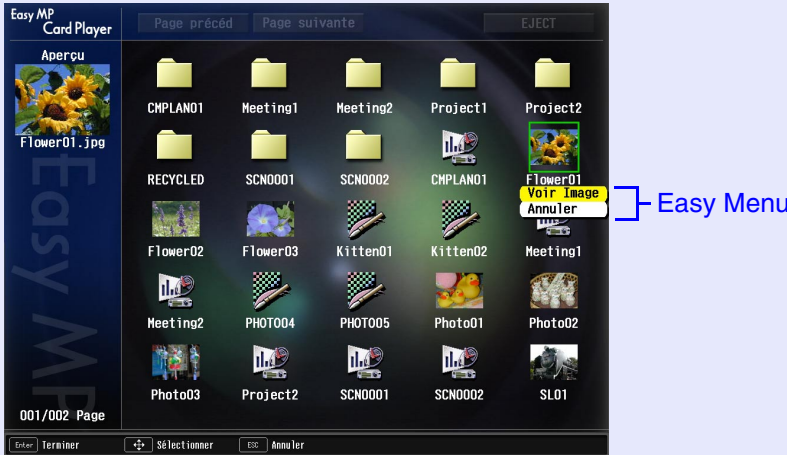 Easy MP
Card Player
Page précéd
Page suivante
EJECT
Aperçu
Flower01.jpg
CMPLAN01
Meeting1
Meeting2
Project1
Project2
RECYCLED
SCN0001
SCN0002
CMPLAN01
Flower01
Voir Image
Annuler
Easy Menu
Flower02
Flower03
Kitten01
Kitten02
Meeting1
Meeting2
PHOTO04
PHOTO05
Photo01
Photo02
Photo03
Project2
SCN0001
SCN0002
SL01
Easy MP
001/002 Page
Enter Terminer
Sélectionner
ESC Annuler